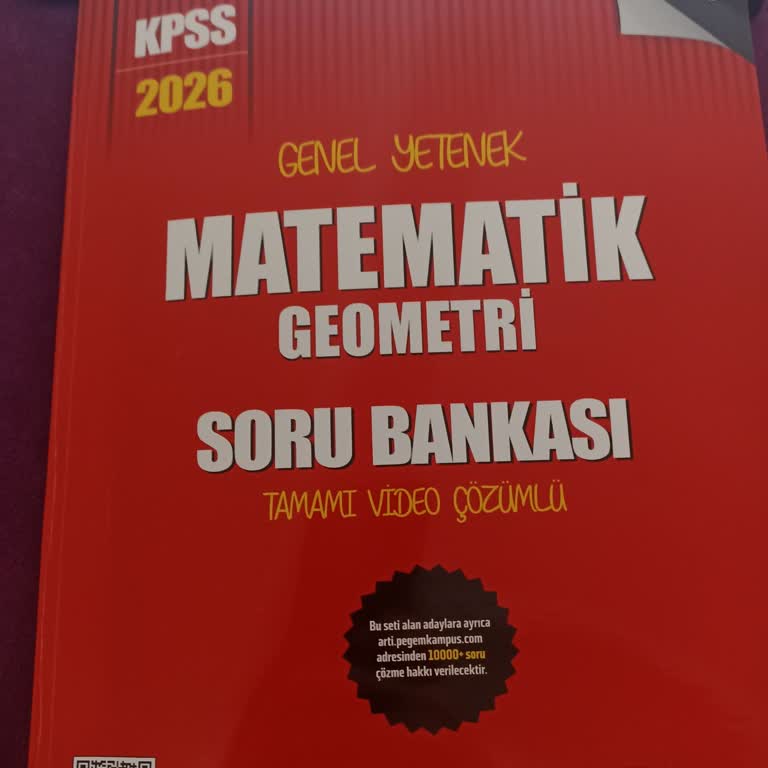 KPSS
2026
GENEL YETENEK
MATEMATİK
GEOMETRİ
SORU BANKASI
TAMAMI VİDEO ÇÖZÜMLÜ
Bu seti alan adaylara ayrıca
arti.pegemkampus.com
adresinden 10000+ soru
çözme hakkı verilecektir.